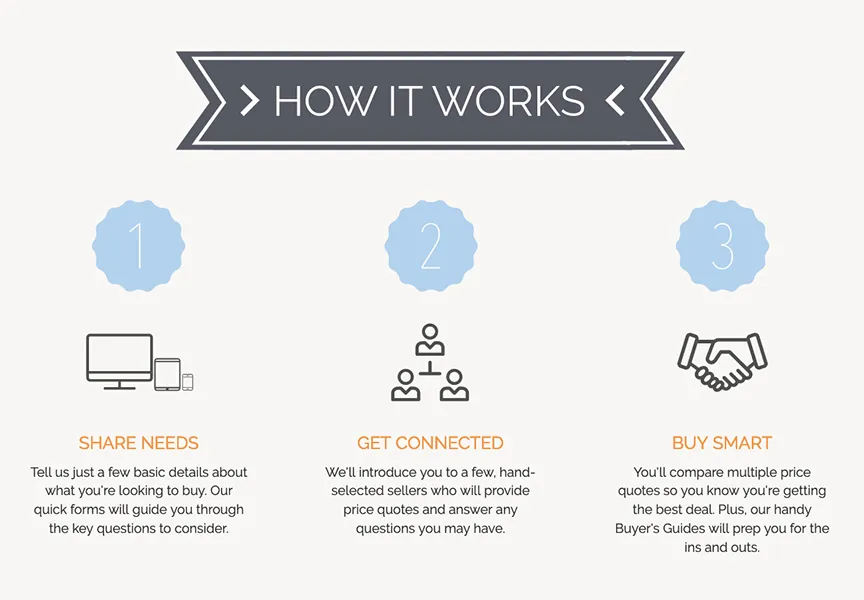 HOW IT WORKS
1
2
3
SHARE NEEDS
Tell us just a few basic details about
what you're looking to buy. Our
quick forms will guide you through
the key questions to consider.
GET CONNECTED
We'll introduce you to a few, hand-
selected sellers who will provide
price quotes and answer any
questions you may have.
BUY SMART
You'll compare multiple price
quotes so you know you're getting
the best deal. Plus, our handy
Buyer's Guides will prep you for the
ins and outs.